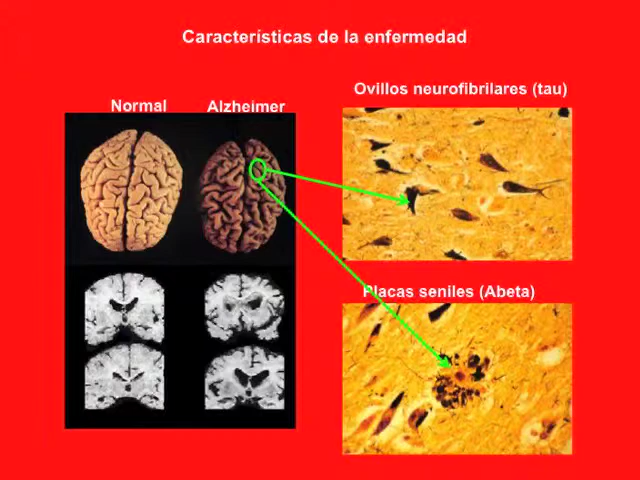 Características de la enfermedad
Normal
Alzheimer
Ovillos neurofibrilares (tau)
Placas seniles (Abeta)